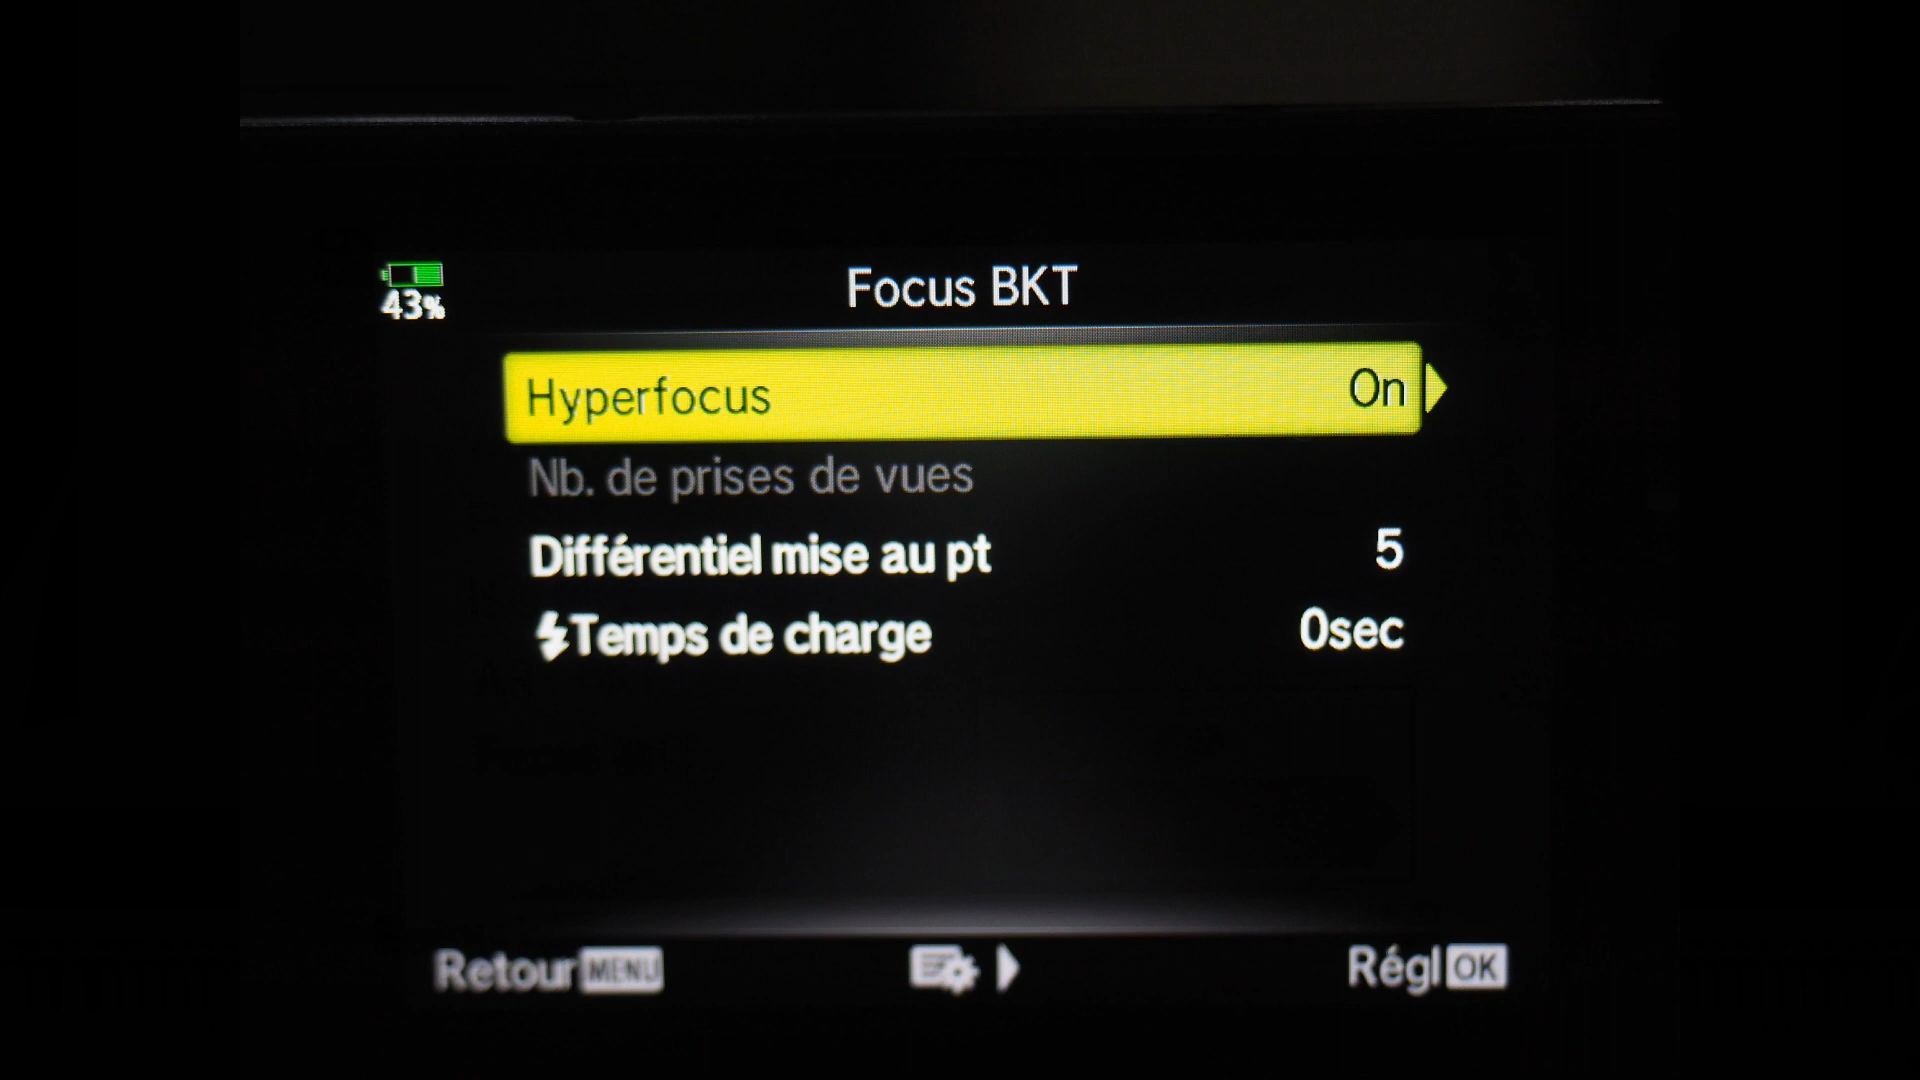 43%
Focus BKT
Hyperfocus On
Nb. de prises de vues
Différentiel mise au pt 5
Temps de charge 0sec
Retour MENU Régl OK